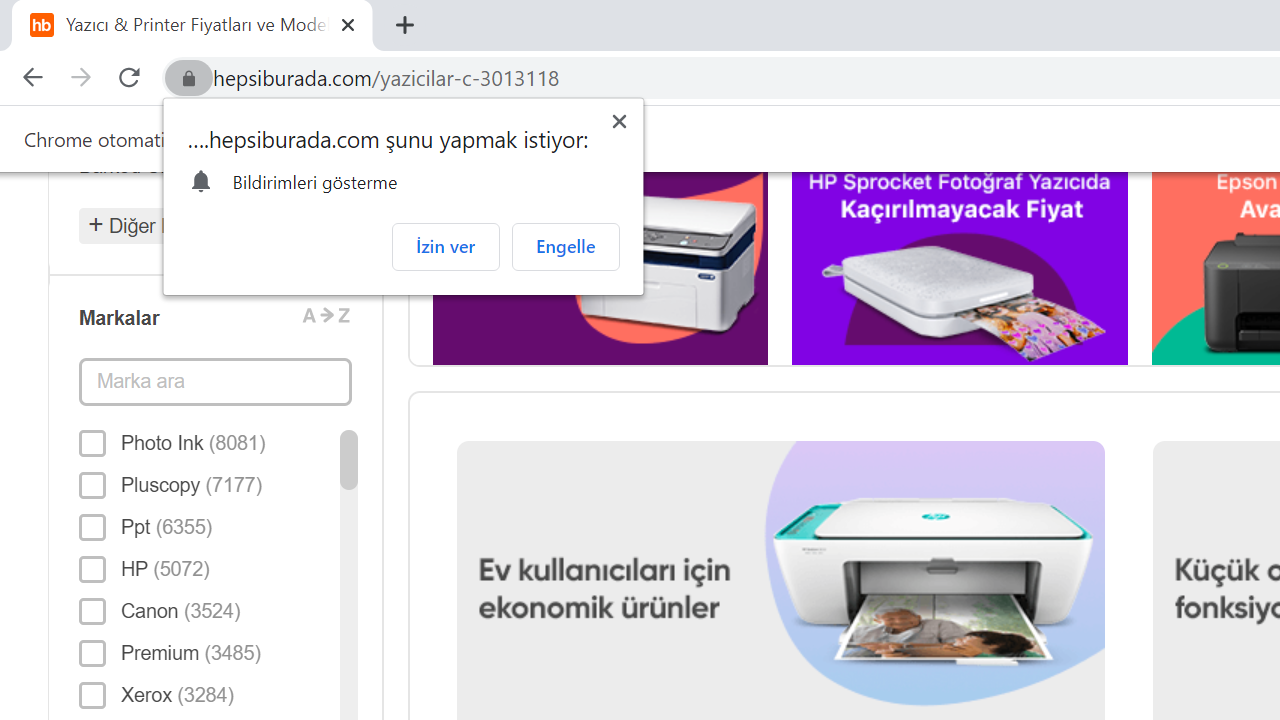 hb Yazıcı & Printer Fiyatları ve Mode
hepsiburada.com/yazicilar-c-3013118
Chrome otomati
....hepsiburada.com şunu yapmak istiyor:
Bildirimleri gösterme
İzin ver Engelle
+ Diğer
Markalar A Z
Marka ara
Photo Ink (8081)
Pluscopy (7177)
Ppt (6355)
HP (5072)
Canon (3524)
Premium (3485)
Xerox (3284)
HP Sprocket Fotoğraf Yazıcıda
Kaçırılmayacak Fiyat
Epson
Ava
Ev kullanıcıları için
ekonomik ürünler
Küçük o
fonksiyo